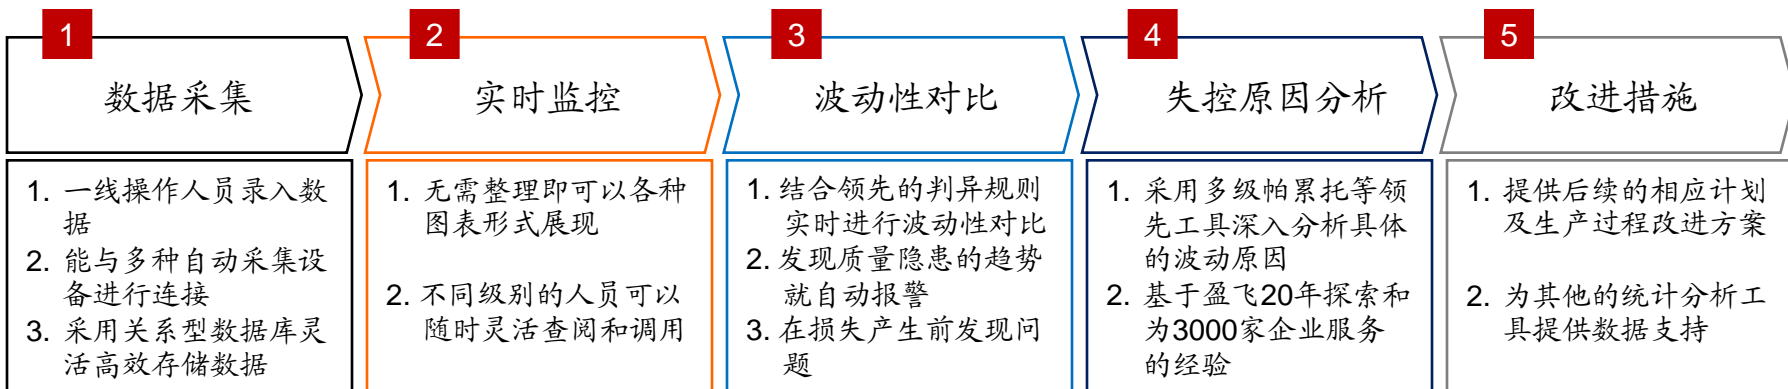 1
数据采集
1. 一线操作人员录入数
据
2. 能与多种自动采集设
备进行连接
3. 采用关系型数据库灵
活高效存储数据
2
实时监控
1. 无需整理即可以各种
图表形式展现
2. 不同级别的人员可以
随时灵活查阅和调用
3
波动性对比
1. 结合领先的判异规则
实时进行波动性对比
2. 发现质量隐患的趋势
就自动报警
3. 在损失产生前发现问
题
4
失控原因分析
1. 采用多级帕累托等领
先工具深入分析具体
的波动原因
2. 基于盈飞20年探索和
为3000家企业服务
的经验
5
改进措施
1. 提供后续的相应计划
及生产过程改进方案
2. 为其他的统计分析工
具提供数据支持